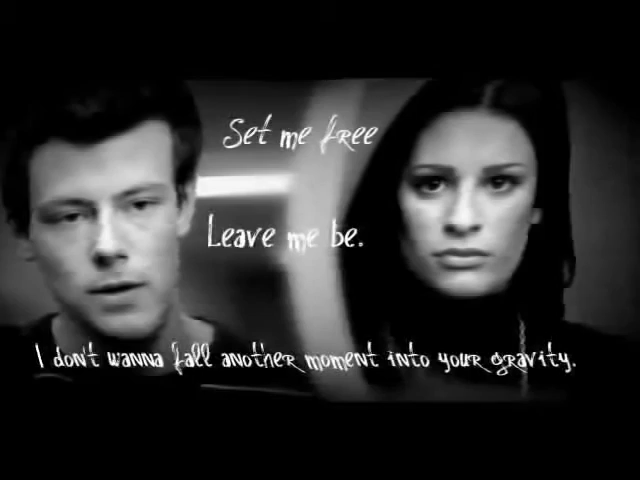 Set me free
Leave me be.
I don't wanna fall another moment into your gravity.